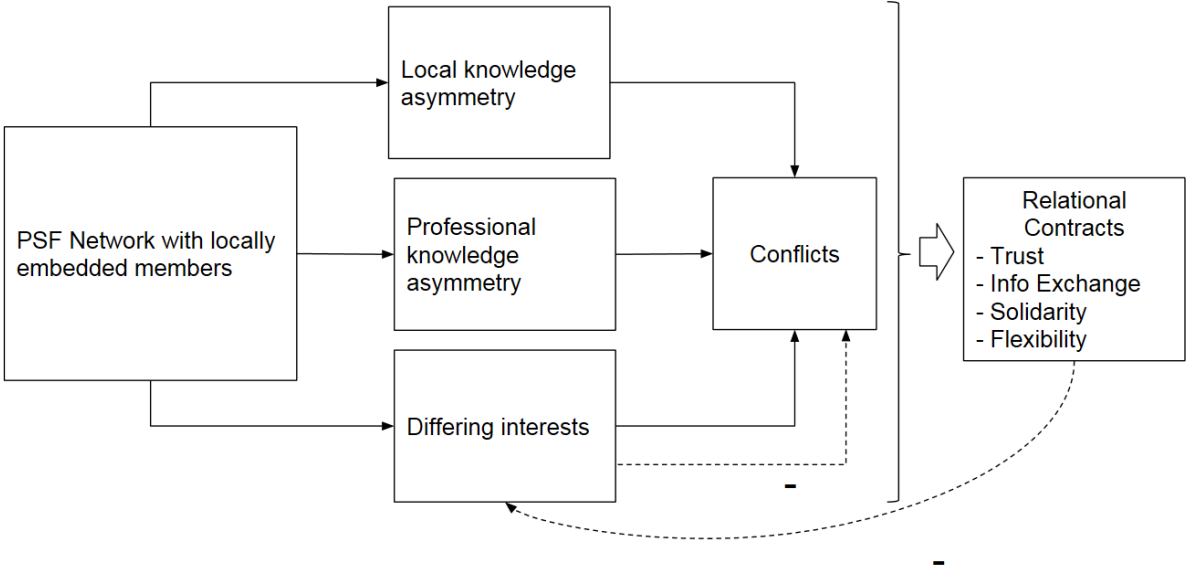 Local knowledge
asymmetry
PSF Network with locally
embedded members
Professional
knowledge
asymmetry
Conflicts
Differing interests
-
Relational
Contracts
- Trust
- Info Exchange
- Solidarity
- Flexibility
-